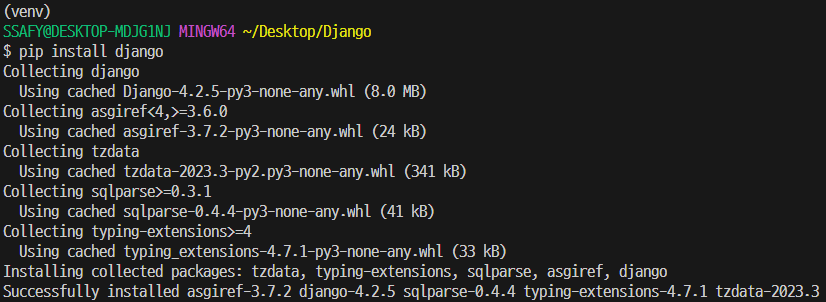 (venv)
SSAFY@DESKTOP-MDJG1NJ MINGW64 ~/Desktop/Django
$ pip install django
Collecting django
  Using cached Django-4.2.5-py3-none-any.whl (8.0 MB)
Collecting asgiref<4,>=3.6.0
  Using cached asgiref-3.7.2-py3-none-any.whl (24 kB)
Collecting tzdata
  Using cached tzdata-2023.3-py2.py3-none-any.whl (341 kB)
Collecting sqlparse>=0.3.1
  Using cached sqlparse-0.4.4-py3-none-any.whl (41 kB)
Collecting typing-extensions>=4
  Using cached typing_extensions-4.7.1-py3-none-any.whl (33 kB)
Installing collected packages: tzdata, typing-extensions, sqlparse, asgiref, django
Successfully installed asgiref-3.7.2 django-4.2.5 sqlparse-0.4.4 typing-extensions-4.7.1 tzdata-2023.3